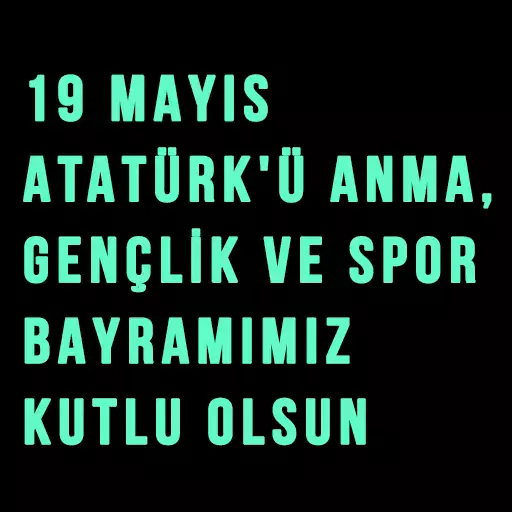 19 MAYIS
ATATÜRK'Ü ANMA,
GENÇLİK VE SPOR
BAYRAMIMIZ
KUTLU OLSUN